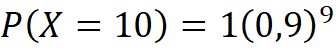 P(X = 10) = 1(0,9)⁹